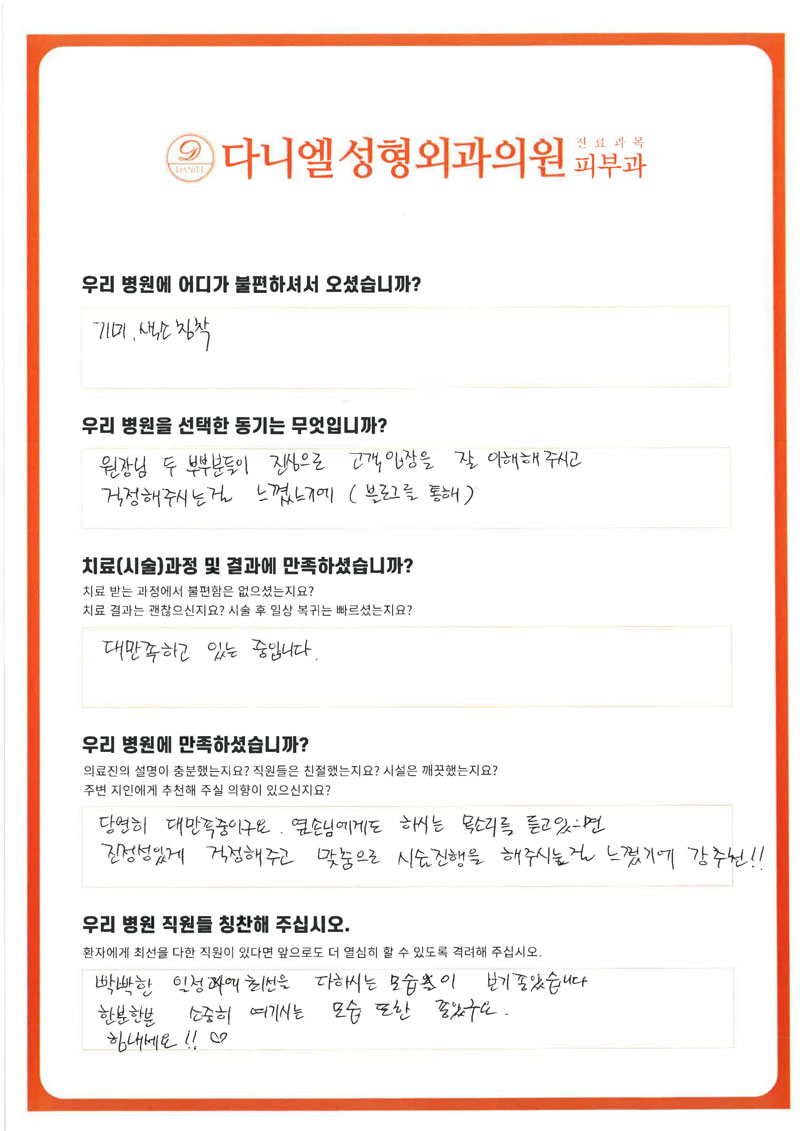 DANIEL 다니엘성형외과의원 진료과목 피부과
우리 병원에 어디가 불편하셔서 오셨습니까?
기미, 색소침착
우리 병원을 선택한 동기는 무엇입니까?
원장님 두 부부분들이 진심으로 고객입장을 잘 이해해주시고
걱정해주시는걸 느꼈느기에 (블로그를 통해)
치료(시술)과정 및 결과에 만족하셨습니까?
치료 받는 과정에서 불편함은 없으셨는지요?
치료 결과는 괜찮으신지요? 시술 후 일상 복귀는 빠르셨는지요?
대만족하고 있는 중입니다.
우리 병원에 만족하셨습니까?
의료진의 설명이 충분했는지요? 직원들은 친절했는지요? 시설은 깨끗했는지요?
주변 지인에게 추천해 주실 의향이 있으신지요?
당연히 대만족중이구요. 옆손님에게도 하시는 목소리를 듣고있으면
진정성있게 걱정해주고 맞춤으로 시술진행을 해주시는걸 느꼈기에 강추천!!
우리 병원 직원들 칭찬해 주십시오.
환자에게 최선을 다한 직원이 있다면 앞으로도 더 열심히 할 수 있도록 격려해 주십시오.
빡빡한 일정 최선을 다하시는 모습이 보기좋았습니다
한분한분 소중히 여기시는 모습 또한 좋았구요.
힘내세요!! ♡